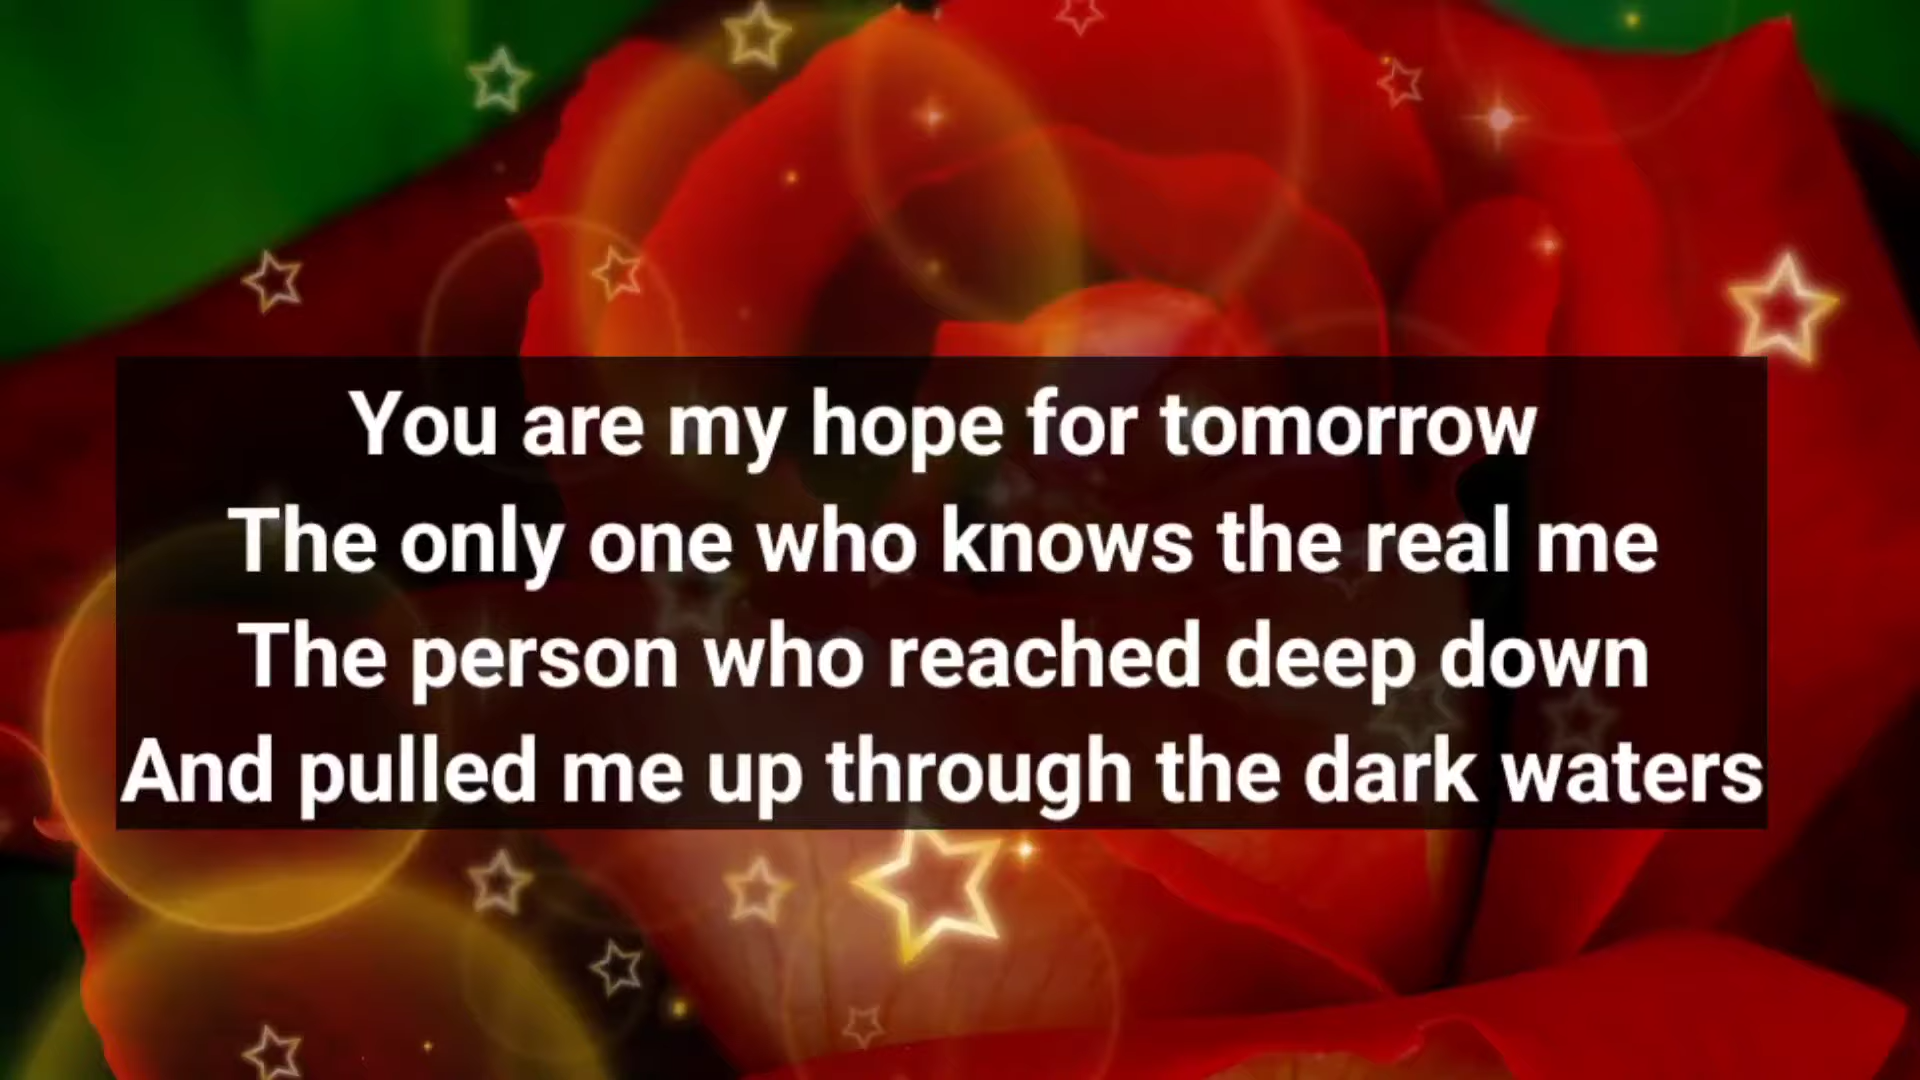 You are my hope for tomorrow
The only one who knows the real me
The person who reached deep down
And pulled me up through the dark waters